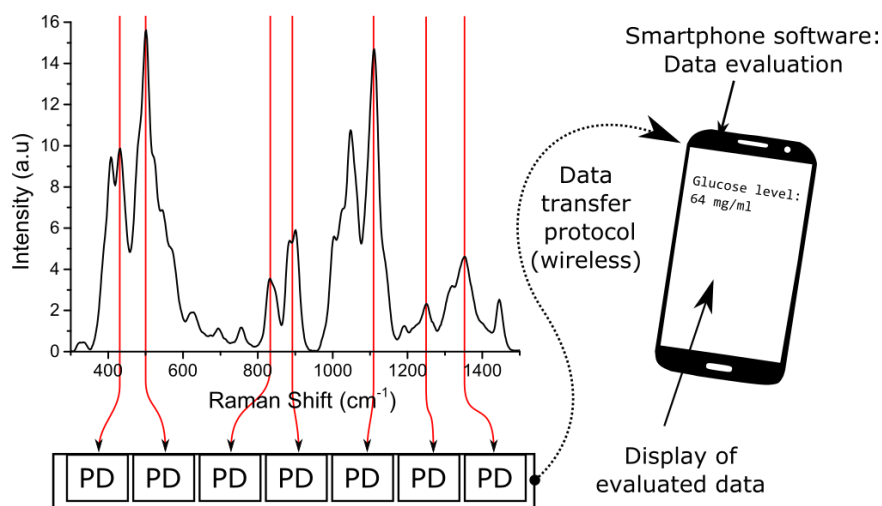 16
14
12
10
8
6
4
2
0
Intensity (a.u)
400
600
800
1000
1200
1400
Raman Shift (cm⁻¹)
PD
PD
PD
PD
PD
PD
PD
Data
transfer
protocol
(wireless)
Smartphone software:
Data evaluation
Glucose level:
64 mg/ml
Display of
evaluated data